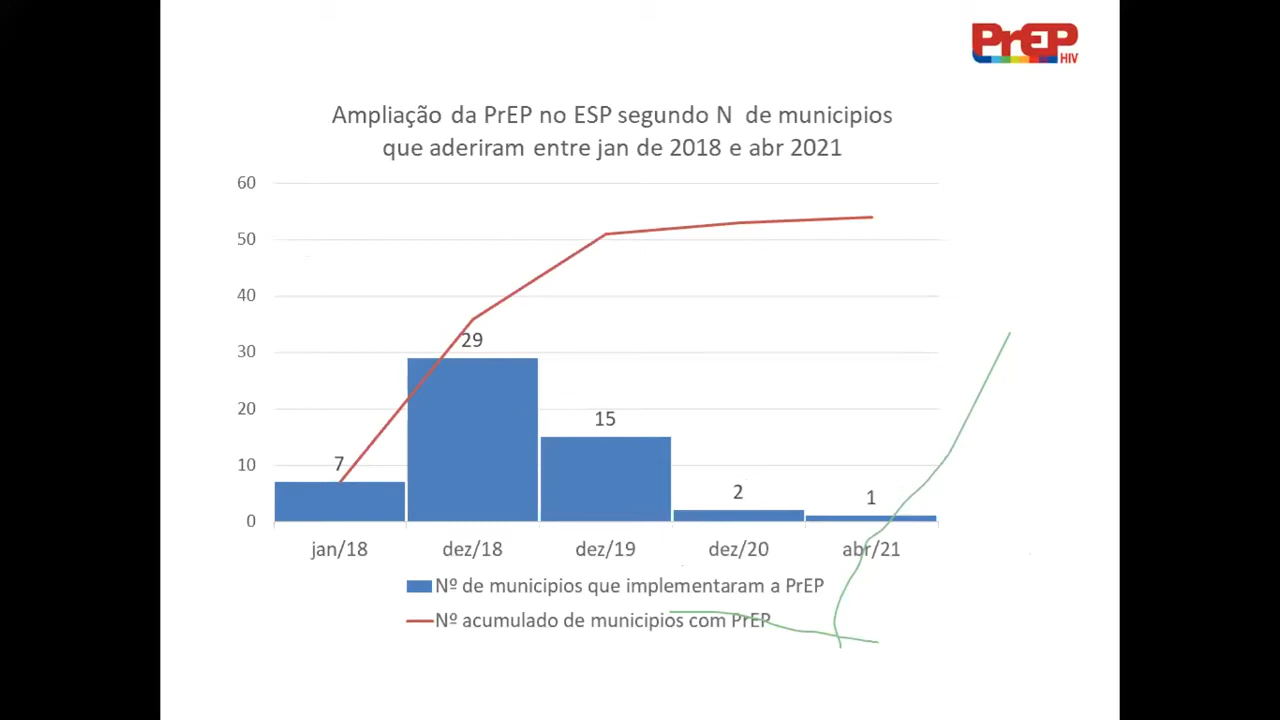 PrEP
HIV
Ampliação da PrEP no ESP segundo N de municipios
que aderiram entre jan de 2018 e abr 2021
60
50
40
30
20
10
0
7
29
15
2
1
jan/18
dez/18
dez/19
dez/20
abr/21
Nº de municipios que implementaram a PrEP
Nº acumulado de municipios com PrEP